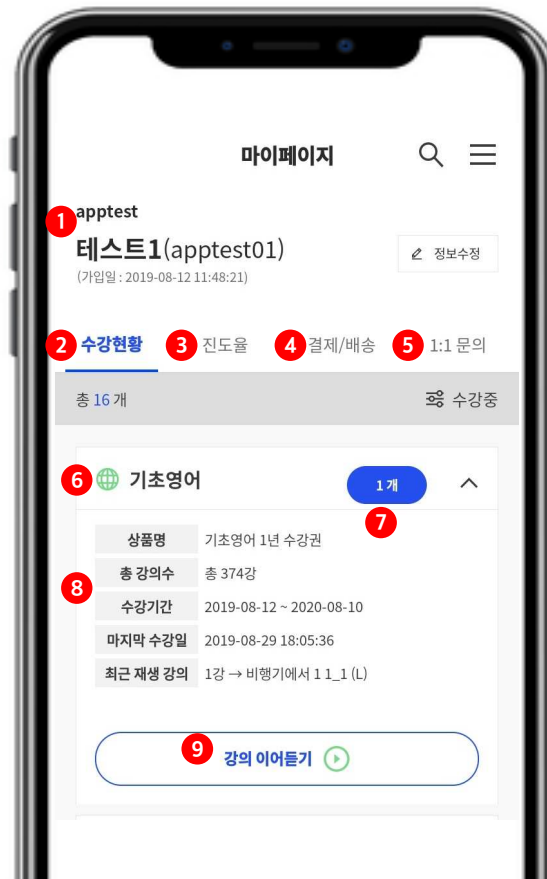 마이페이지
apptest
1
테스트1(apptest01)
정보수정
(가입일 : 2019-08-12 11:48:21)
2 수강현황 3 진도율 4 결제/배송 5 1:1 문의
총 16 개 수강중
6 기초영어 1 개
7
상품명 기초영어 1년 수강권
8 총 강의수 총 374강
수강기간 2019-08-12 ~ 2020-08-10
마지막 수강일 2019-08-29 18:05:36
최근 재생 강의 1강 → 비행기에서 1 1_1 (L)
9 강의 이어듣기